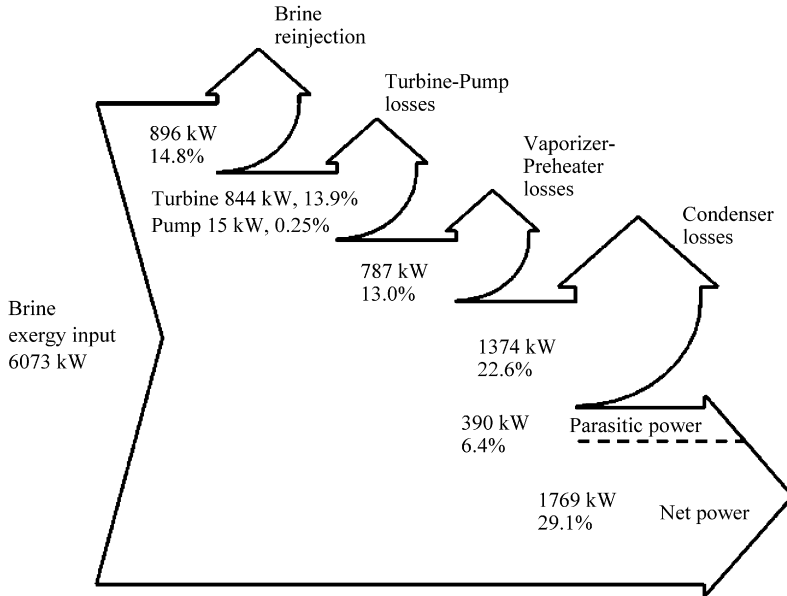 Brine
reinjection
896 kW
14.8%
Turbine-Pump
losses
Turbine 844 kW, 13.9%
Pump 15 kW, 0.25%
Vaporizer-
Preheater
losses
787 kW
13.0%
Condenser
losses
1374 kW
22.6%
Brine
exergy input
6073 kW
390 kW
6.4%
Parasitic power
1769 kW
29.1%
Net power